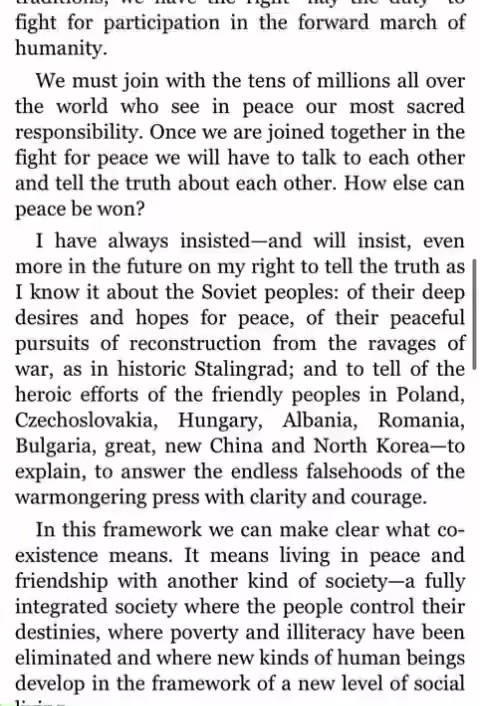 fight for participation in the forward march of
humanity.
We must join with the tens of millions all over
the world who see in peace our most sacred
responsibility. Once we are joined together in the
fight for peace we will have to talk to each other
and tell the truth about each other. How else can
peace be won?
I have always insisted—and will insist, even
more in the future on my right to tell the truth as
I know it about the Soviet peoples: of their deep
desires and hopes for peace, of their peaceful
pursuits of reconstruction from the ravages of
war, as in historic Stalingrad; and to tell of the
heroic efforts of the friendly peoples in Poland,
Czechoslovakia, Hungary, Albania, Romania,
Bulgaria, great, new China and North Korea—to
explain, to answer the endless falsehoods of the
warmongering press with clarity and courage.
In this framework we can make clear what co-
existence means. It means living in peace and
friendship with another kind of society—a fully
integrated society where the people control their
destinies, where poverty and illiteracy have been
eliminated and where new kinds of human beings
develop in the framework of a new level of social